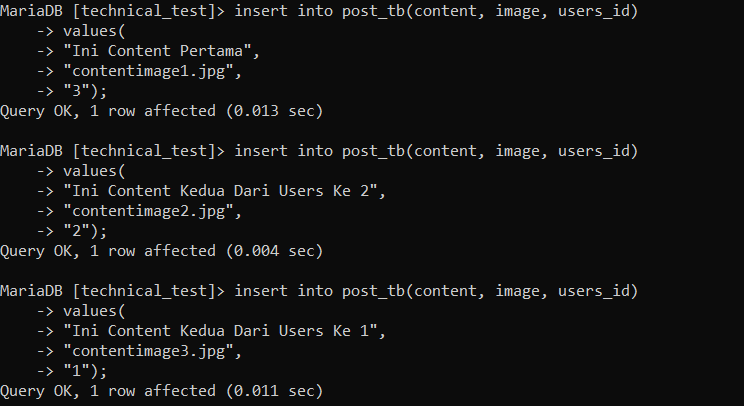 MariaDB [technical_test]> insert into post_tb(content, image, users_id)
    -> values(
    -> "Ini Content Pertama",
    -> "contentimage1.jpg",
    -> "3");
Query OK, 1 row affected (0.013 sec)

MariaDB [technical_test]> insert into post_tb(content, image, users_id)
    -> values(
    -> "Ini Content Kedua Dari Users Ke 2",
    -> "contentimage2.jpg",
    -> "2");
Query OK, 1 row affected (0.004 sec)

MariaDB [technical_test]> insert into post_tb(content, image, users_id)
    -> values(
    -> "Ini Content Kedua Dari Users Ke 1",
    -> "contentimage3.jpg",
    -> "1");
Query OK, 1 row affected (0.011 sec)